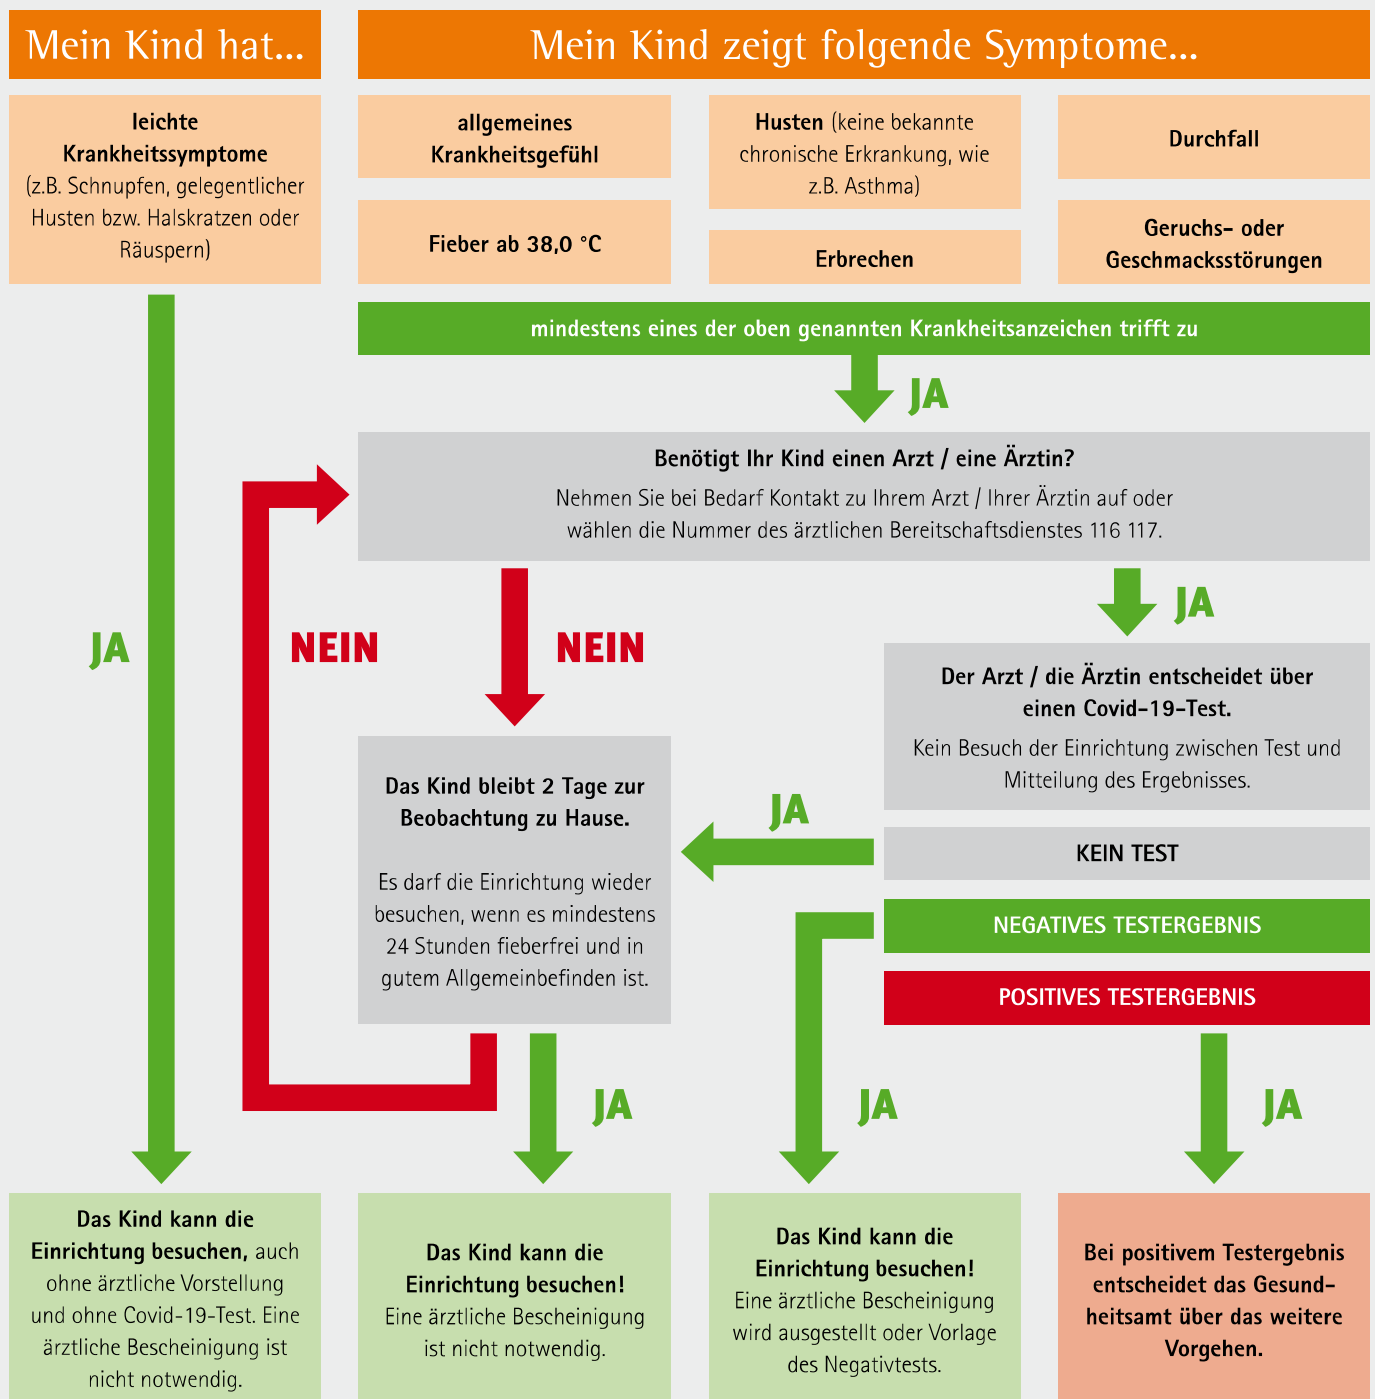 Mein Kind hat...
leichte
Krankheitssymptome
(z.B. Schnupfen, gelegentlicher
Husten bzw. Halskratzen oder
Räuspern)
Mein Kind zeigt folgende Symptome...
allgemeines
Krankheitsgefühl
Fieber ab 38,0 °C
Husten (keine bekannte
chronische Erkrankung, wie
z.B. Asthma)
Erbrechen
Durchfall
Geruchs- oder
Geschmacksstörungen
mindestens eines der oben genannten Krankheitsanzeichen trifft zu
JA
Benötigt Ihr Kind einen Arzt / eine Ärztin?
Nehmen Sie bei Bedarf Kontakt zu Ihrem Arzt / Ihrer Ärztin auf oder
wählen die Nummer des ärztlichen Bereitschaftsdienstes 116 117.
JA
JA
NEIN
NEIN
Der Arzt / die Ärztin entscheidet über
einen Covid-19-Test.
Kein Besuch der Einrichtung zwischen Test und
Mitteilung des Ergebnisses.
Das Kind bleibt 2 Tage zur
Beobachtung zu Hause.
Es darf die Einrichtung wieder
besuchen, wenn es mindestens
24 Stunden fieberfrei und in
gutem Allgemeinbefinden ist.
JA
KEIN TEST
NEGATIVES TESTERGEBNIS
POSITIVES TESTERGEBNIS
JA
JA
JA
Das Kind kann die
Einrichtung besuchen, auch
ohne ärztliche Vorstellung
und ohne Covid-19-Test. Eine
ärztliche Bescheinigung ist
nicht notwendig.
Das Kind kann die
Einrichtung besuchen!
Eine ärztliche Bescheinigung
ist nicht notwendig.
Das Kind kann die
Einrichtung besuchen!
Eine ärztliche Bescheinigung
wird ausgestellt oder Vorlage
des Negativtests.
Bei positivem Testergebnis
entscheidet das Gesund-
heitsamt über das weitere
Vorgehen.